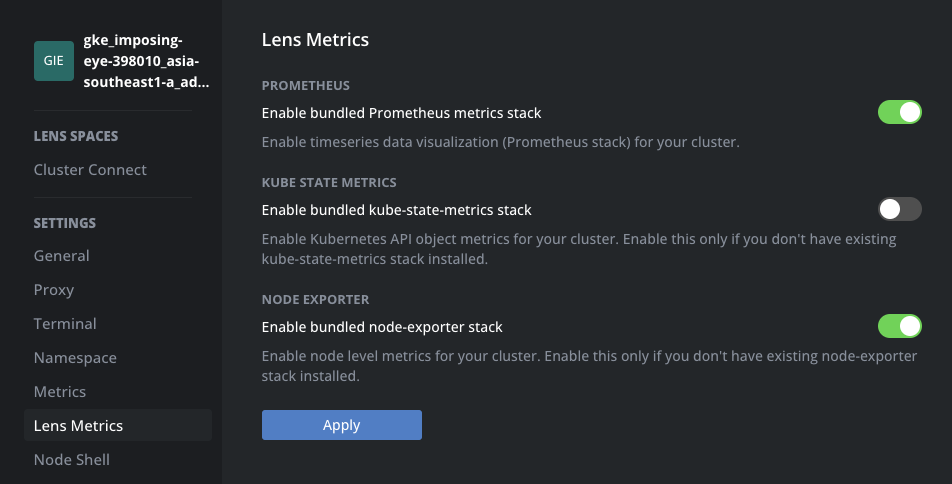 GIE
gke_imposing-
eye-398010_asia-
southeast1-a_ad...
LENS SPACES
Cluster Connect
SETTINGS
General
Proxy
Terminal
Namespace
Metrics
Lens Metrics
Node Shell
Lens Metrics
PROMETHEUS
Enable bundled Prometheus metrics stack
Enable timeseries data visualization (Prometheus stack) for your cluster.
KUBE STATE METRICS
Enable bundled kube-state-metrics stack
Enable Kubernetes API object metrics for your cluster. Enable this only if you don't have existing
kube-state-metrics stack installed.
NODE EXPORTER
Enable bundled node-exporter stack
Enable node level metrics for your cluster. Enable this only if you don't have existing node-exporter
stack installed.
Apply